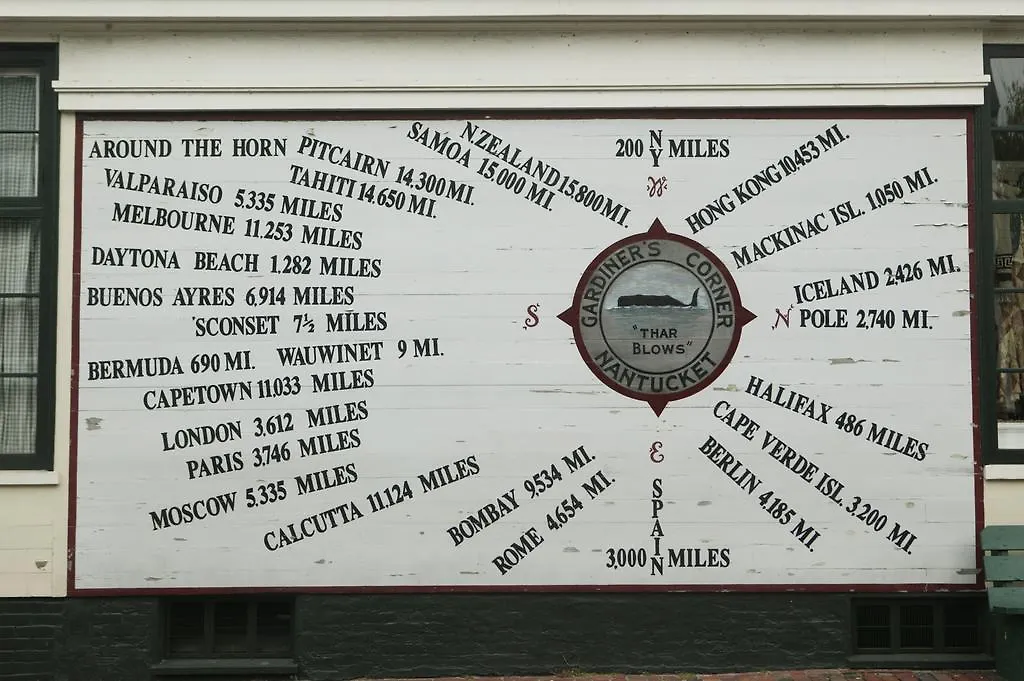 AROUND THE HORN PITCAIRN 14,300 MI.
TAHITI 14,650 MI.
SAMOA 15,000 MI.
N ZEALAND 15,800 MI.
VALPARAISO 5,335 MILES
MELBOURNE 11,253 MILES
DAYTONA BEACH 1,282 MILES
BUENOS AYRES 6,914 MILES
'SCONSET 7½ MILES
BERMUDA 690 MI. WAUWINET 9 MI.
CAPETOWN 11,033 MILES
LONDON 3,612 MILES
PARIS 3,746 MILES
MOSCOW 5,335 MILES
CALCUTTA 11,124 MILES
BOMBAY 9,534 MI.
ROME 4,654 MI.
200 NY MILES
W
HONG KONG 10,453 MI.
MACKINAC ISL. 1,050 MI.
ICELAND 2,426 MI.
N POLE 2,740 MI.
S
GARDINER'S CORNER
"THAR
BLOWS"
NANTUCKET
HALIFAX 486 MILES
CAPE VERDE ISL. 3,200 MI.
BERLIN 4,185 MI.
E
3,000 SPAIN MILES